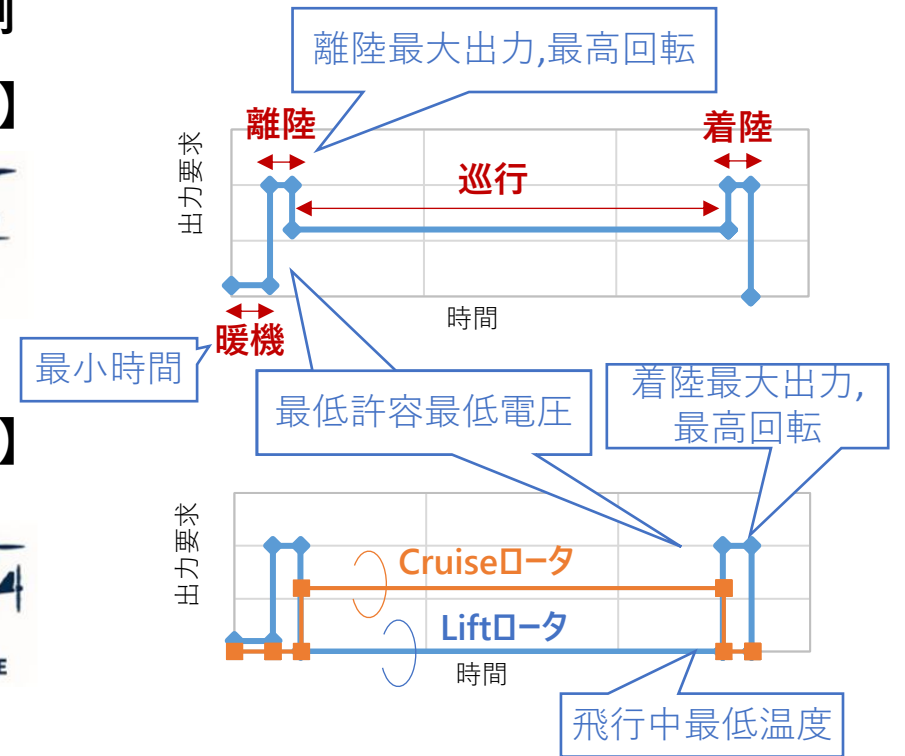 】
離陸最大出力,最高回転
離陸
着陸
出力要求
巡行
時間
暖機
最小時間
最低許容最低電圧
着陸最大出力,
最高回転
】
出力要求
Cruiseロータ
Liftロータ
時間
飛行中最低温度
4
E